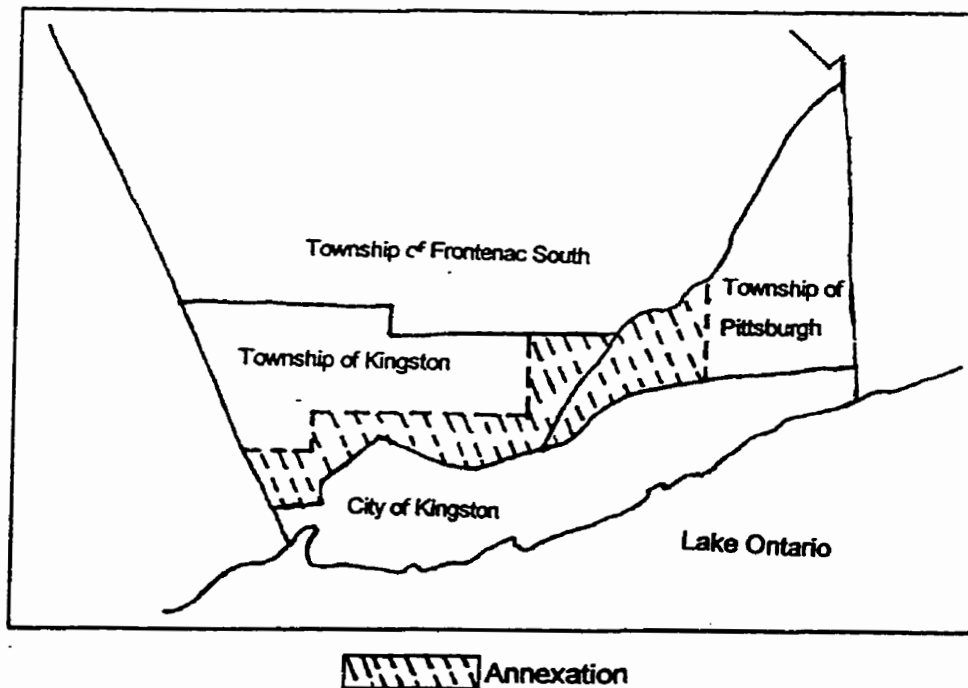 Township of Frontenac South
Township of
Pittsburgh
Township of Kingston
City of Kingston
Lake Ontario
Annexation